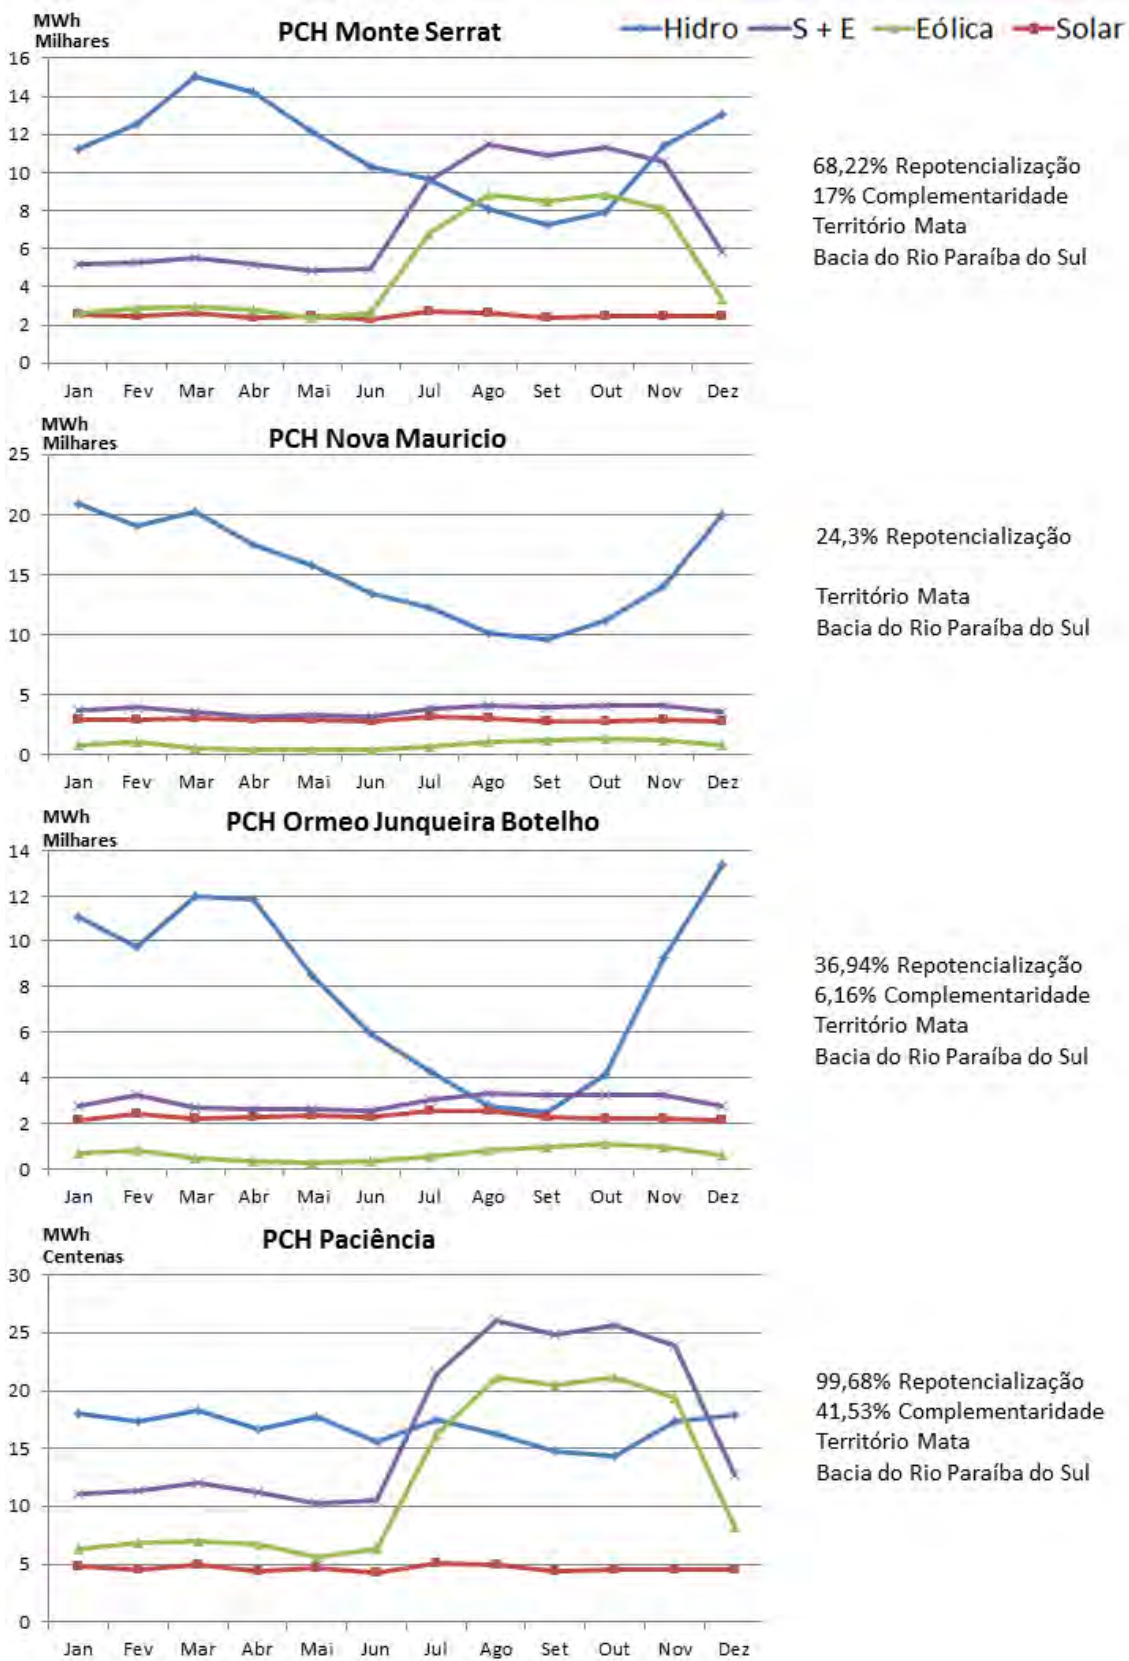 MWh
Milhares
PCH Monte Serrat
Hidro S + E Eólica Solar
16
14
12
10
8
6
4
2
0
Jan Fev Mar Abr Mai Jun Jul Ago Set Out Nov Dez
68,22% Repotencialização
17% Complementaridade
Território Mata
Bacia do Rio Paraíba do Sul
MWh
Milhares
PCH Nova Mauricio
25
20
15
10
5
0
Jan Fev Mar Abr Mai Jun Jul Ago Set Out Nov Dez
24,3% Repotencialização
Território Mata
Bacia do Rio Paraíba do Sul
MWh
Milhares
PCH Ormeo Junqueira Botelho
14
12
10
8
6
4
2
0
Jan Fev Mar Abr Mai Jun Jul Ago Set Out Nov Dez
36,94% Repotencialização
6,16% Complementaridade
Território Mata
Bacia do Rio Paraíba do Sul
MWh
Centenas
PCH Paciência
30
25
20
15
10
5
0
Jan Fev Mar Abr Mai Jun Jul Ago Set Out Nov Dez
99,68% Repotencialização
41,53% Complementaridade
Território Mata
Bacia do Rio Paraíba do Sul